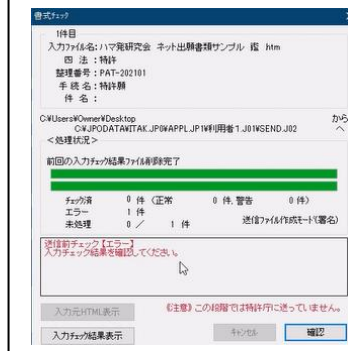 書式チェック
1件目
入力ファイル名:ハマ発研究会 ネット出願書類サンプル 鑑 htm
四 法:特許
整理番号:PAT-202101
手続名:特許願
件 名:
C:¥Users¥Owner¥Desktop から
C:¥JPODATA¥ITAK.JP0¥APPL.JP1¥利用者1.J01¥SEND.J02 へ
<処理状況>
前回の入力チェック結果ファイル削除完了
チェック済 0 件 (正常 0 件, 警告 0 件)
エラー 1 件
未処理 0 / 1 件 送信ファイル作成モード(署名)
送信前チェック【エラー】
入力チェック結果を確認してください。
入力元HTML表示 《注意》この段階では特許庁に送っていません。
入力チェック結果表示 キャンセル 確認